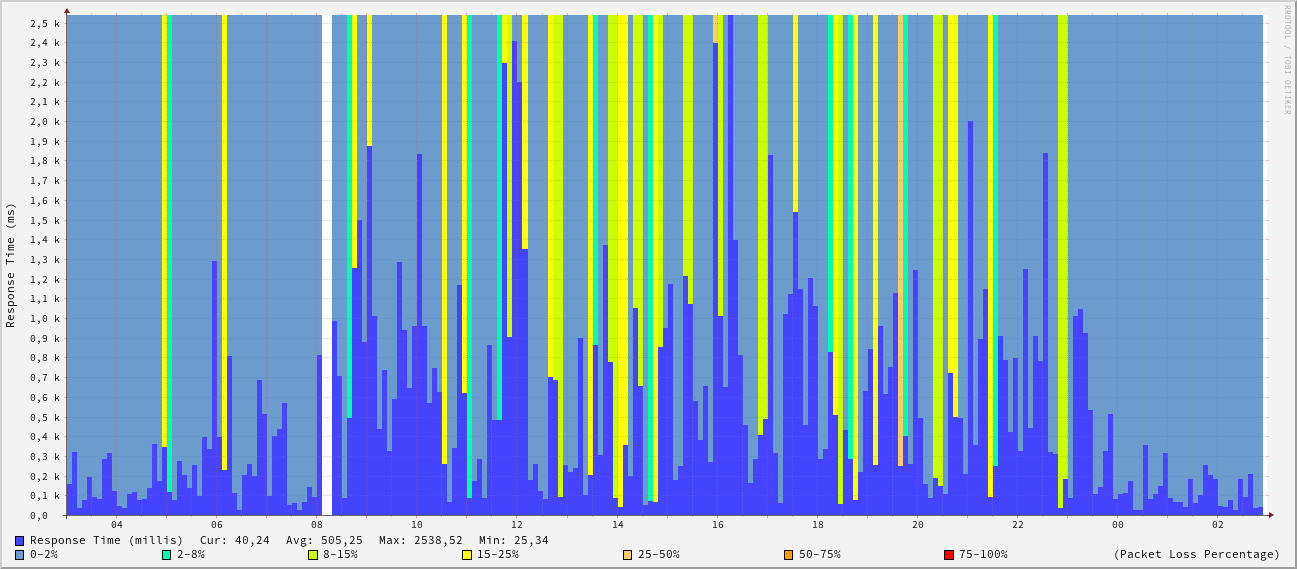 RRDTOOL / TOBI OETIKER
Response Time (ms)
2,5 k
2,4 k
2,3 k
2,2 k
2,1 k
2,0 k
1,9 k
1,8 k
1,7 k
1,6 k
1,5 k
1,4 k
1,3 k
1,2 k
1,1 k
1,0 k
0,9 k
0,8 k
0,7 k
0,6 k
0,5 k
0,4 k
0,3 k
0,2 k
0,1 k
0,0
04 06 08 10 12 14 16 18 20 22 00 02
Response Time (millis) Cur: 40,24 Avg: 505,25 Max: 2538,52 Min: 25,34
0-2% 2-8% 8-15% 15-25% 25-50% 50-75% 75-100% (Packet Loss Percentage)